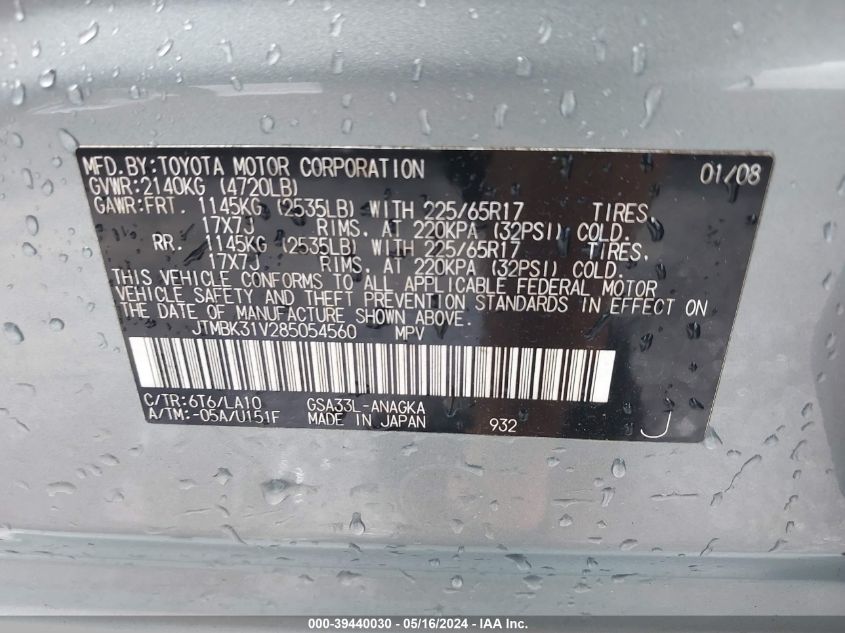 MFD.BY:TOYOTA MOTOR CORPORATION 01/08
GVWR:2140KG (4720LB)
GAWR:FRT. 1145KG (2535LB) WITH 225/65R17 TIRES.
17X7J RIMS. AT 220KPA (32PSI) COLD.
RR. 1145KG (2535LB) WITH 225/65R17 TIRES.
17X7J RIMS. AT 220KPA (32PSI) COLD.
THIS VEHICLE CONFORMS TO ALL APPLICABLE FEDERAL MOTOR
VEHICLE SAFETY AND THEFT PREVENTION STANDARDS IN EFFECT ON
THE DATE OF MANUFACTURE SHOWN ABOVE.
JTMBK31V285054560 MPV
C/TR:6T6/LA10 GSA33L-ANAGKA
A/TM:-05A/U151F MADE IN JAPAN 932 J
000-39440030 - 05/16/2024 - IAA Inc.